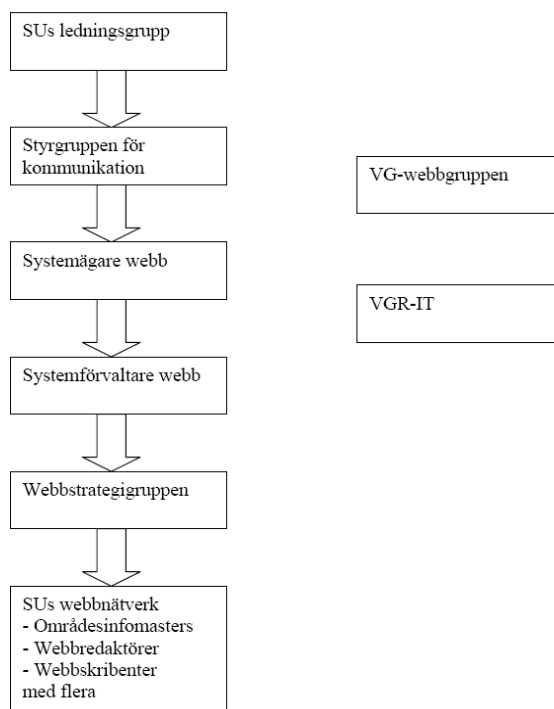 SUs ledningsgrupp
Styrgruppen för
kommunikation
Systemägare webb
Systemförvaltare webb
Webbstrategigruppen
SUs webbnätverk
- Områdesinfomasters
- Webbredaktörer
- Webbskribenter
med flera
VG-webbgruppen
VGR-IT